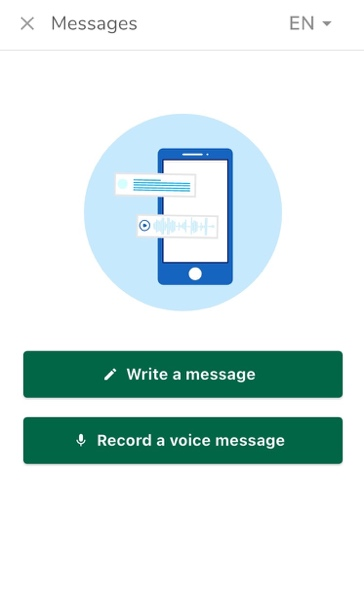 Messages
EN
Write a message
Record a voice message